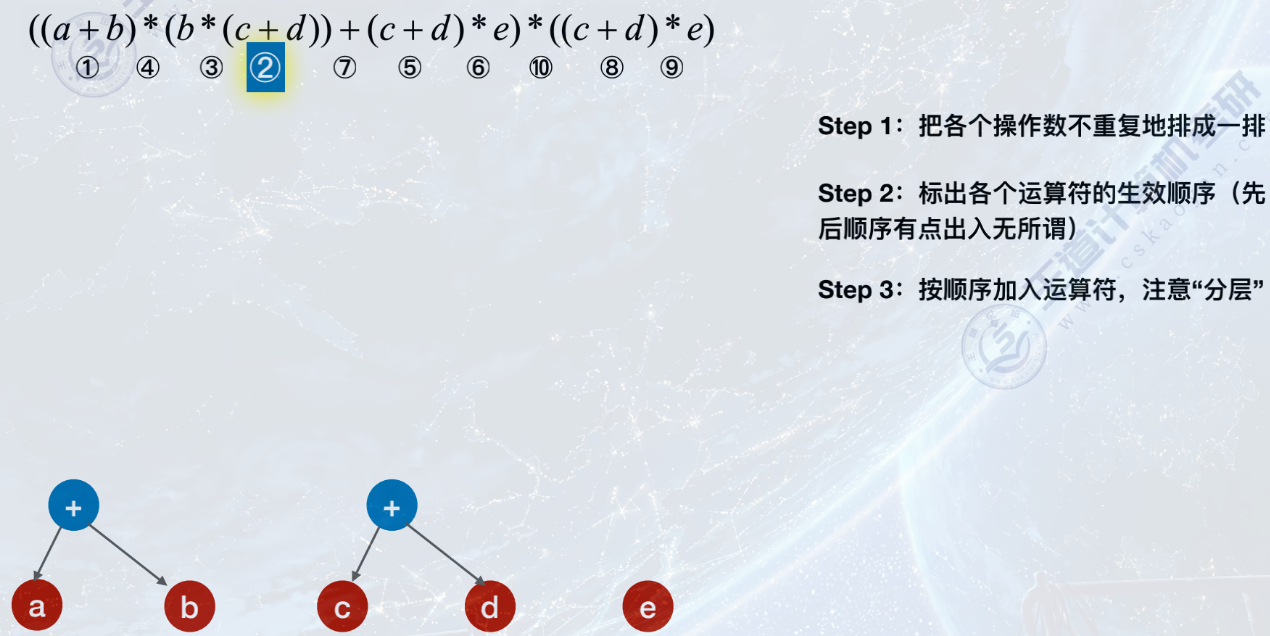 ((a+b)*(b*(c+d))+(c+d)*e)*((c+d)*e)
① ④ ③ ② ⑦ ⑤ ⑥ ⑩ ⑧ ⑨
Step 1：把各个操作数不重复地排成一排
Step 2：标出各个运算符的生效顺序（先
后顺序有点出入无所谓）
Step 3：按顺序加入运算符，注意“分层”
王道计算机考研
+ +
a b c d e